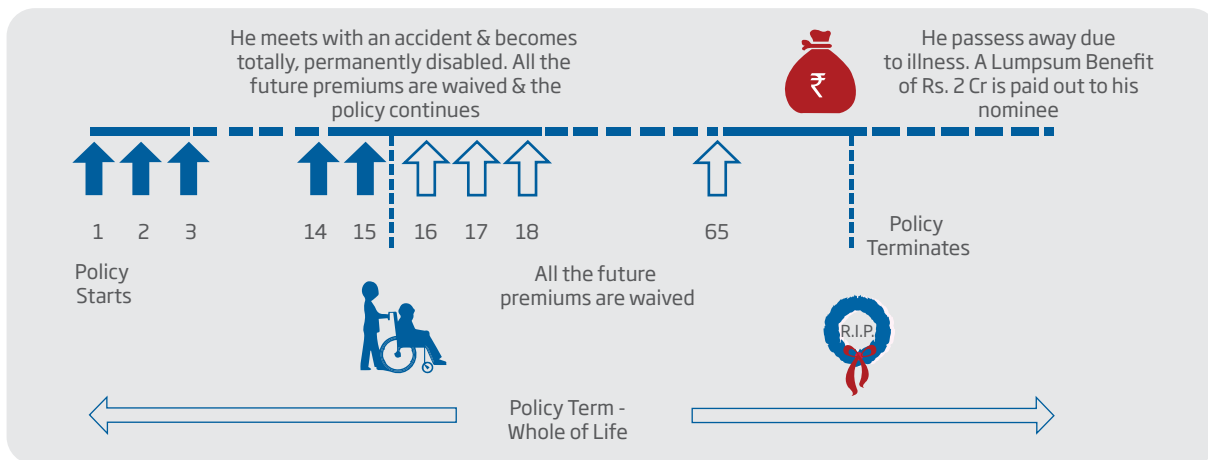 He meets with an accident & becomes
totally, permanently disabled. All the
future premiums are waived & the
policy continues
₹
He passess away due
to illness. A Lumpsum Benefit
of Rs. 2 Cr is paid out to his
nominee
1 2 3 14 15 16 17 18 65
Policy
Starts
All the future
premiums are waived
Policy
Terminates
R.I.P.
Policy Term -
Whole of Life